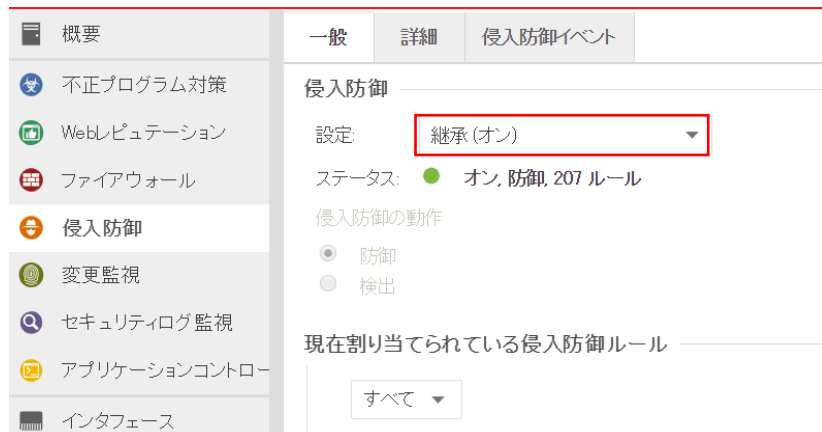 概要
不正プログラム対策
Webレピュテーション
ファイアウォール
侵入防御
変更監視
セキュリティログ監視
アプリケーションコントロー
インタフェース
一般 詳細 侵入防御イベント
侵入防御
設定: 継承 (オン)
ステータス: オン, 防御, 207 ルール
侵入防御の動作
防御
検出
現在割り当てられている侵入防御ルール
すべて